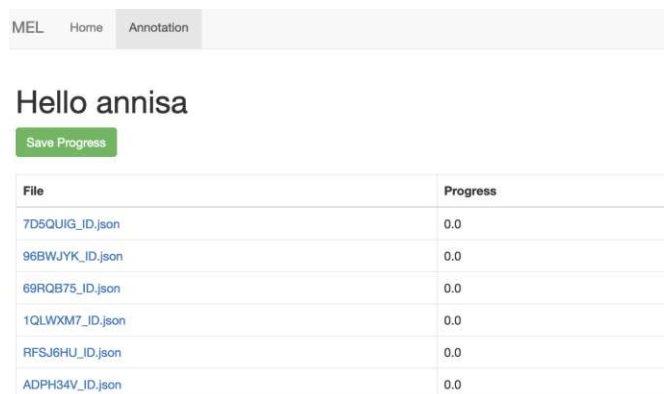 MEL Home Annotation
Hello annisa
Save Progress
File Progress
7D5QUIG_ID.json 0.0
96BWJYK_ID.json 0.0
69RQB75_ID.json 0.0
1QLWXM7_ID.json 0.0
RFSJ6HU_ID.json 0.0
ADPH34V_ID.json 0.0